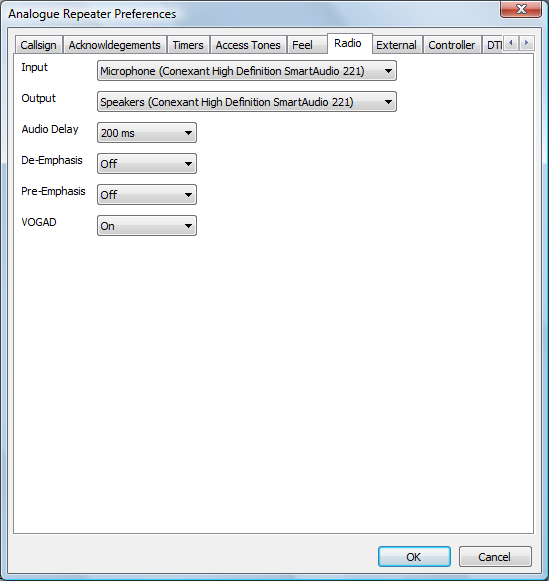 Analogue Repeater Preferences
Callsign Acknowldegements Timers Access Tones Feel Radio External Controller
Input Microphone (Conexant High Definition SmartAudio 221)
Output Speakers (Conexant High Definition SmartAudio 221)
Audio Delay 200 ms
De-Emphasis Off
Pre-Emphasis Off
VOGAD On
OK Cancel